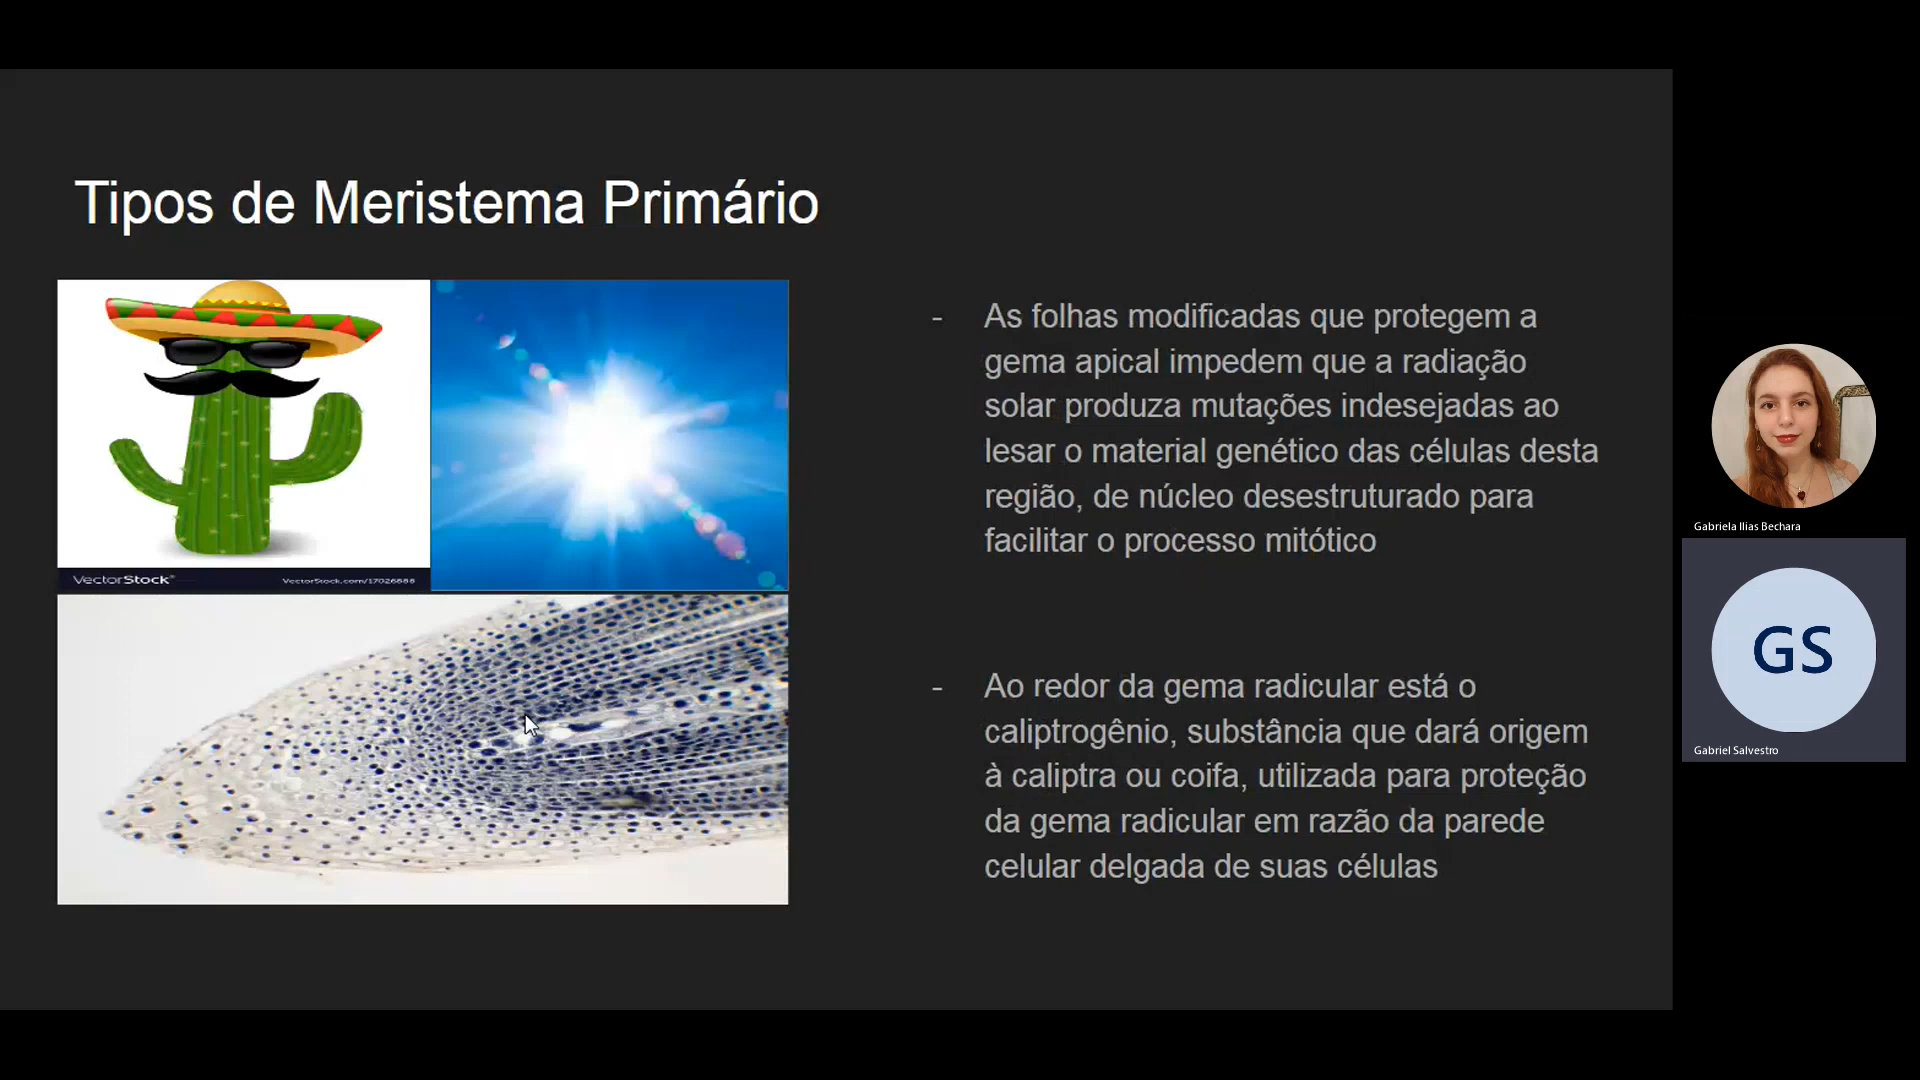 Tipos de Meristema Primário
VectorStock®
VectorStock.com/17026888
- As folhas modificadas que protegem a
gema apical impedem que a radiação
solar produza mutações indesejadas ao
lesar o material genético das células desta
região, de núcleo desestruturado para
facilitar o processo mitótico
- Ao redor da gema radicular está o
caliptrogênio, substância que dará origem
à caliptra ou coifa, utilizada para proteção
da gema radicular em razão da parede
celular delgada de suas células
Gabriela Ilias Bechara
GS
Gabriel Salvestro